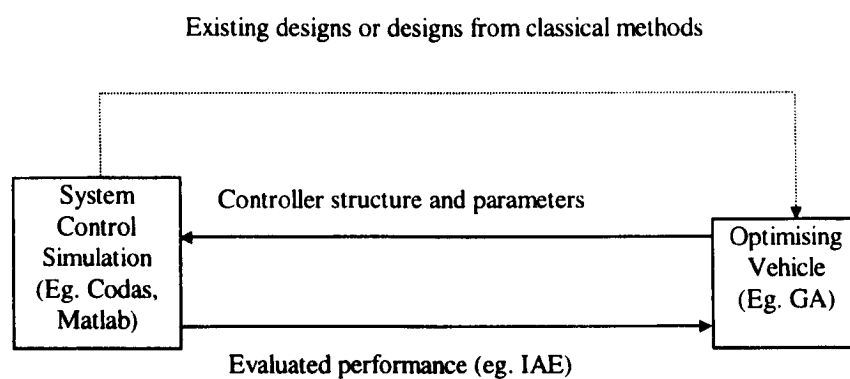 Existing designs or designs from classical methods
System
Control
Simulation
(Eg. Codas,
Matlab)
Controller structure and parameters
Optimising
Vehicle
(Eg. GA)
Evaluated performance (eg. IAE)